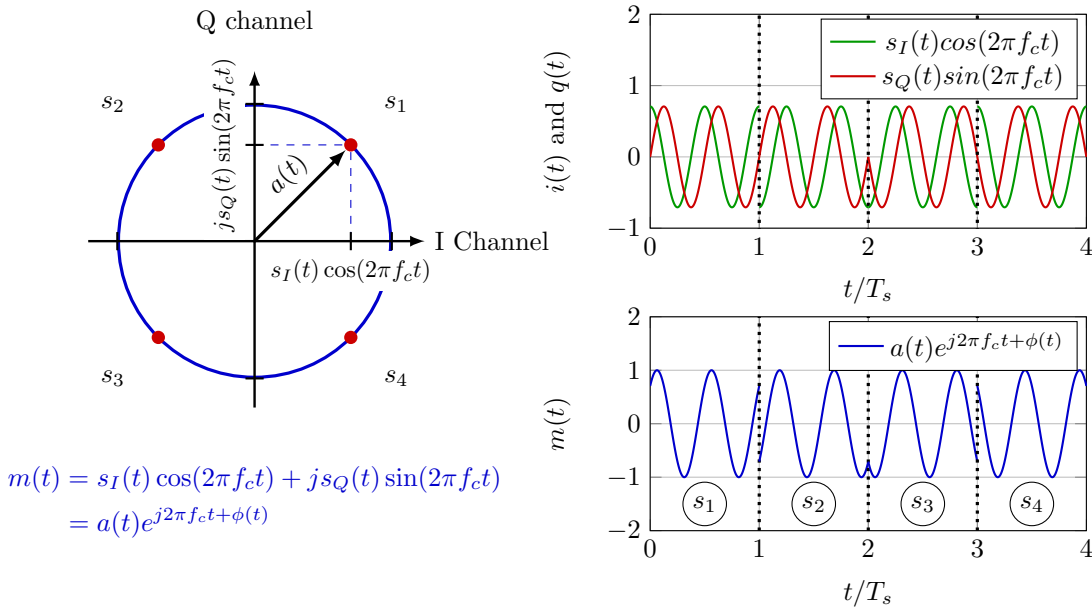 Q channel
s_2
s_1
js_Q(t) sin(2πf_ct)
a(t)
I Channel
s_I(t) cos(2πf_ct)
s_3
s_4
m(t) = s_I(t) cos(2πf_ct) + js_Q(t) sin(2πf_ct)
= a(t)e^{j2πf_ct+ϕ(t)}
i(t) and q(t)
2
1
0
−1
s_I(t)cos(2πf_ct)
s_Q(t)sin(2πf_ct)
0 1 2 3 4
t/T_s
m(t)
2
1
0
−1
−2
a(t)e^{j2πf_ct+ϕ(t)}
s_1 s_2 s_3 s_4
0 1 2 3 4
t/T_s